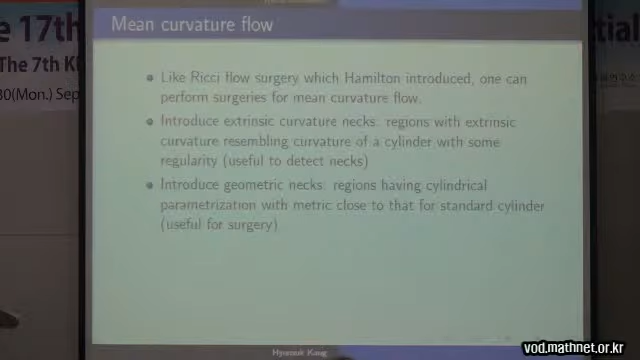 e 17th
The 7th
30(Mon.) Sep
tial
Mean curvature flow
Like Ricci flow surgery which Hamilton introduced, one can
perform surgeries for mean curvature flow.
Introduce extrinsic curvature necks: regions with extrinsic
curvature resembling curvature of a cylinder with some
regularity (useful to detect necks)
Introduce geometric necks: regions having cylindrical
parametrization with metric close to that for standard cylinder
(useful for surgery)
Hyunsuk Kang
vod.mathnet.or.kr